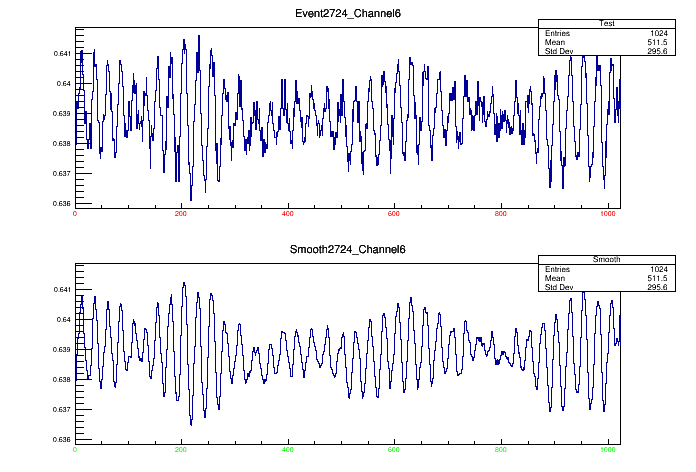 Event2724_Channel6
Test
Entries 1024
Mean 511.5
Std Dev 295.6
0.641
0.64
0.639
0.638
0.637
0.636
0 200 400 600 800 1000
Smooth2724_Channel6
Smooth
Entries 1024
Mean 511.5
Std Dev 295.6
0.641
0.64
0.639
0.638
0.637
0.636
0 200 400 600 800 1000